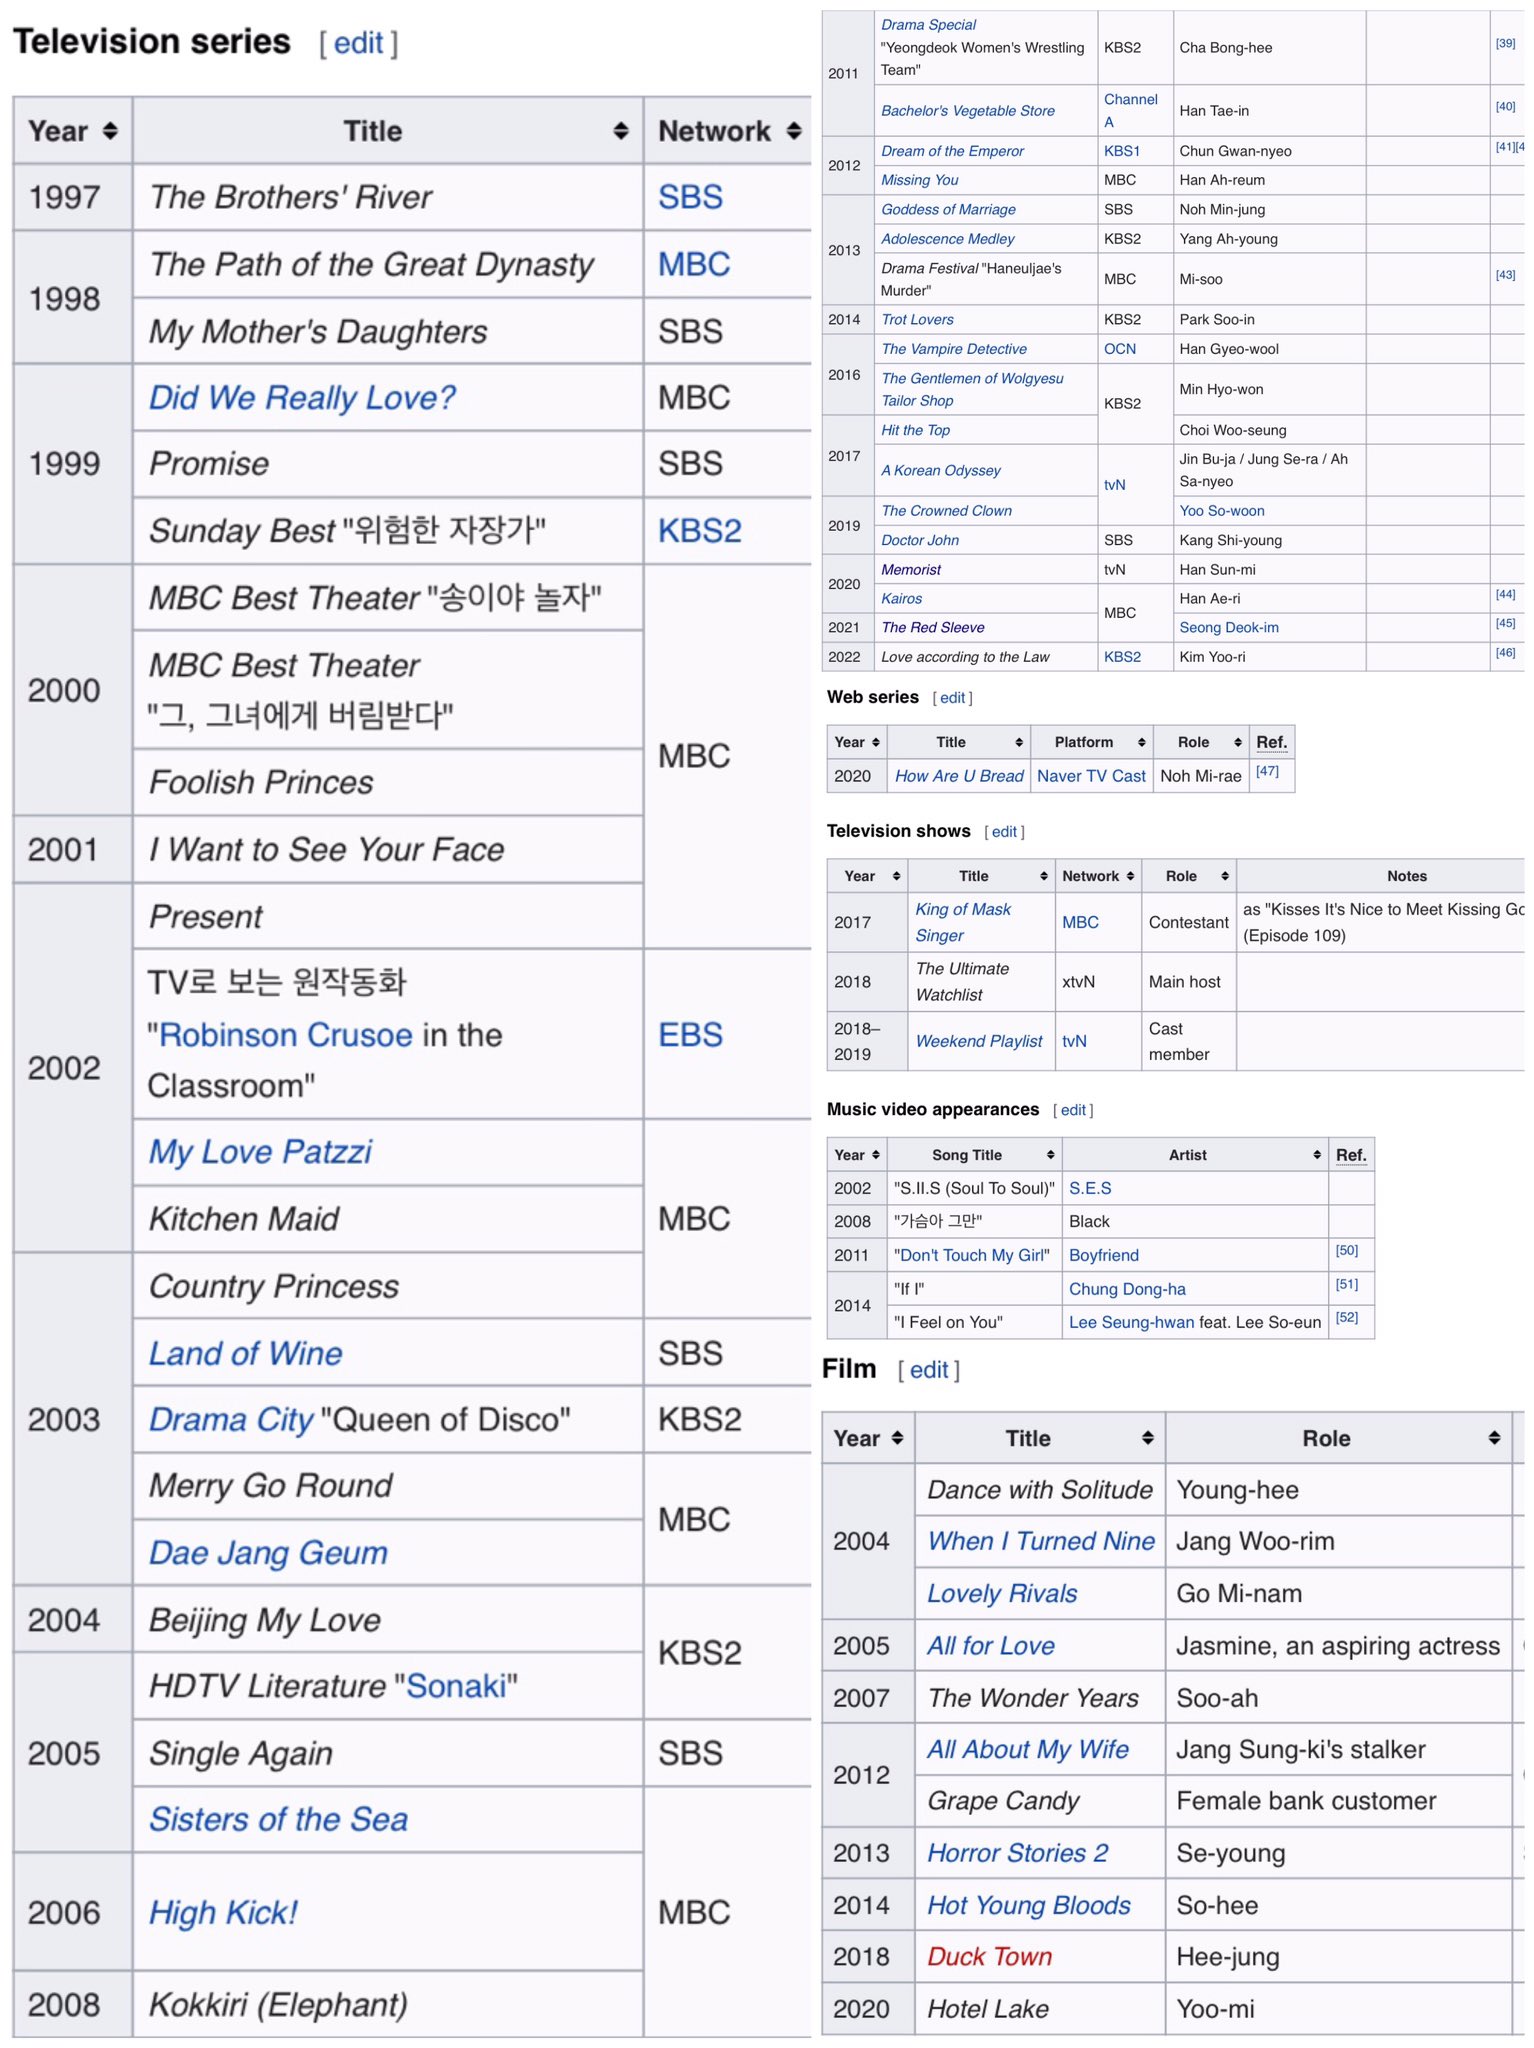 Television series [ edit ]
Year Title Network
1997 The Brothers' River SBS
1998 The Path of the Great Dynasty MBC
My Mother's Daughters SBS
1999 Did We Really Love? MBC
Promise SBS
Sunday Best "위험한 자장가" KBS2
2000 MBC Best Theater "송이야 놀자" MBC
MBC Best Theater
"그, 그녀에게 버림받다"
Foolish Princes
2001 I Want to See Your Face
2002 Present
TV로 보는 원작동화
"Robinson Crusoe in the
Classroom" EBS
My Love Patzzi MBC
Kitchen Maid
2003 Country Princess
Land of Wine SBS
Drama City "Queen of Disco" KBS2
Merry Go Round MBC
Dae Jang Geum
2004 Beijing My Love KBS2
2005 HDTV Literature "Sonaki"
Single Again SBS
Sisters of the Sea MBC
2006 High Kick!
2008 Kokkiri (Elephant)
2011 Drama Special
"Yeongdeok Women's Wrestling
Team" KBS2 Cha Bong-hee [39]
Bachelor's Vegetable Store Channel
A Han Tae-in [40]
2012 Dream of the Emperor KBS1 Chun Gwan-nyeo [41][4
Missing You MBC Han Ah-reum
2013 Goddess of Marriage SBS Noh Min-jung
Adolescence Medley KBS2 Yang Ah-young
Drama Festival "Haneuljae's
Murder" MBC Mi-soo [43]
2014 Trot Lovers KBS2 Park Soo-in
2016 The Vampire Detective OCN Han Gyeo-wool
The Gentlemen of Wolgyesu
Tailor Shop KBS2 Min Hyo-won
2017 Hit the Top Choi Woo-seung
A Korean Odyssey tvN Jin Bu-ja / Jung Se-ra / Ah
Sa-nyeo
2019 The Crowned Clown Yoo So-woon
Doctor John SBS Kang Shi-young
2020 Memorist tvN Han Sun-mi
Kairos MBC Han Ae-ri [44]
2021 The Red Sleeve Seong Deok-im [45]
2022 Love according to the Law KBS2 Kim Yoo-ri [46]
Web series [ edit ]
Year Title Platform Role Ref.
2020 How Are U Bread Naver TV Cast Noh Mi-rae [47]
Television shows [ edit ]
Year Title Network Role Notes
2017 King of Mask
Singer MBC Contestant as "Kisses It's Nice to Meet Kissing Go
(Episode 109)
2018 The Ultimate
Watchlist xtvN Main host
2018–
2019 Weekend Playlist tvN Cast
member
Music video appearances [ edit ]
Year Song Title Artist Ref.
2002 "S.II.S (Soul To Soul)" S.E.S
2008 "가슴아 그만" Black
2011 "Don't Touch My Girl" Boyfriend [50]
2014 "If I" Chung Dong-ha [51]
"I Feel on You" Lee Seung-hwan feat. Lee So-eun [52]
Film [ edit ]
Year Title Role
2004 Dance with Solitude Young-hee
When I Turned Nine Jang Woo-rim
Lovely Rivals Go Mi-nam
2005 All for Love Jasmine, an aspiring actress
2007 The Wonder Years Soo-ah
2012 All About My Wife Jang Sung-ki's stalker
Grape Candy Female bank customer
2013 Horror Stories 2 Se-young
2014 Hot Young Bloods So-hee
2018 Duck Town Hee-jung
2020 Hotel Lake Yoo-mi